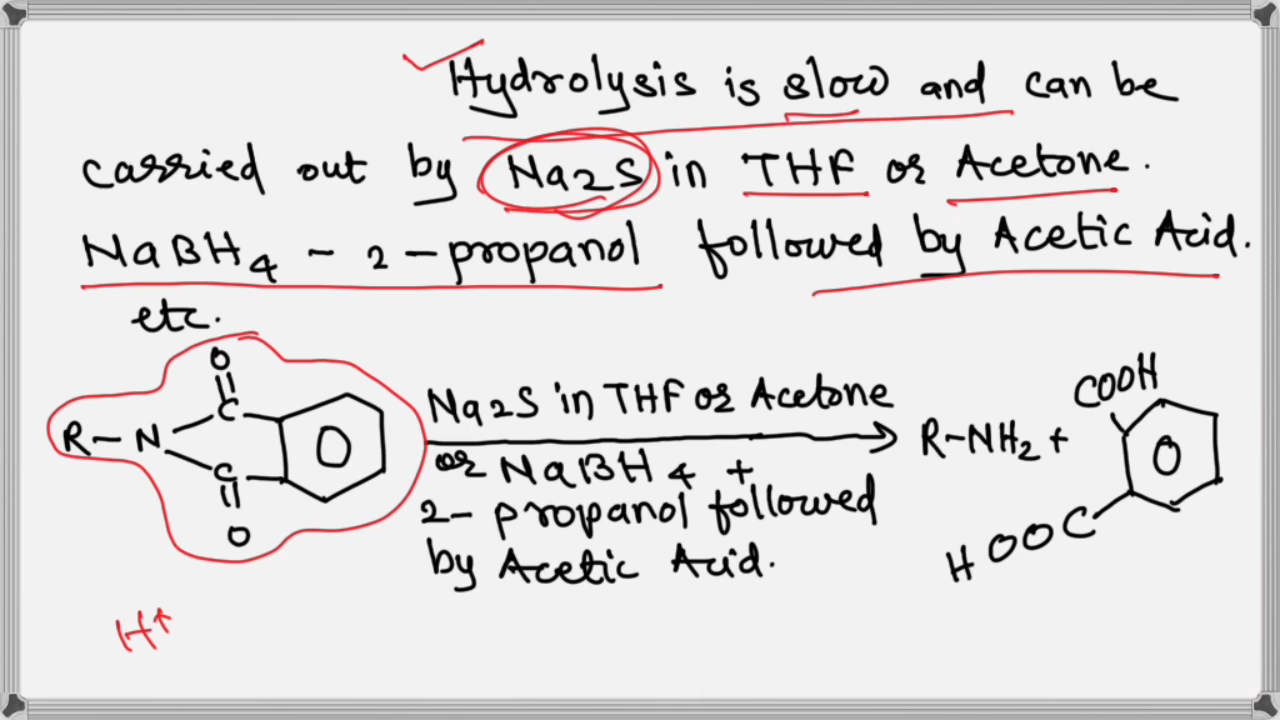 Hydrolysis is slow and can be
carried out by Na2S in THF or Acetone.
NaBH4 - 2 - propanol followed by Acetic Acid.
etc.
O
R-N
C
C
O
Na2S in THF or Acetone
or NaBH4 +
2- propanol followed
by Acetic Acid.
R-NH2 +
COOH
HOOC
H+